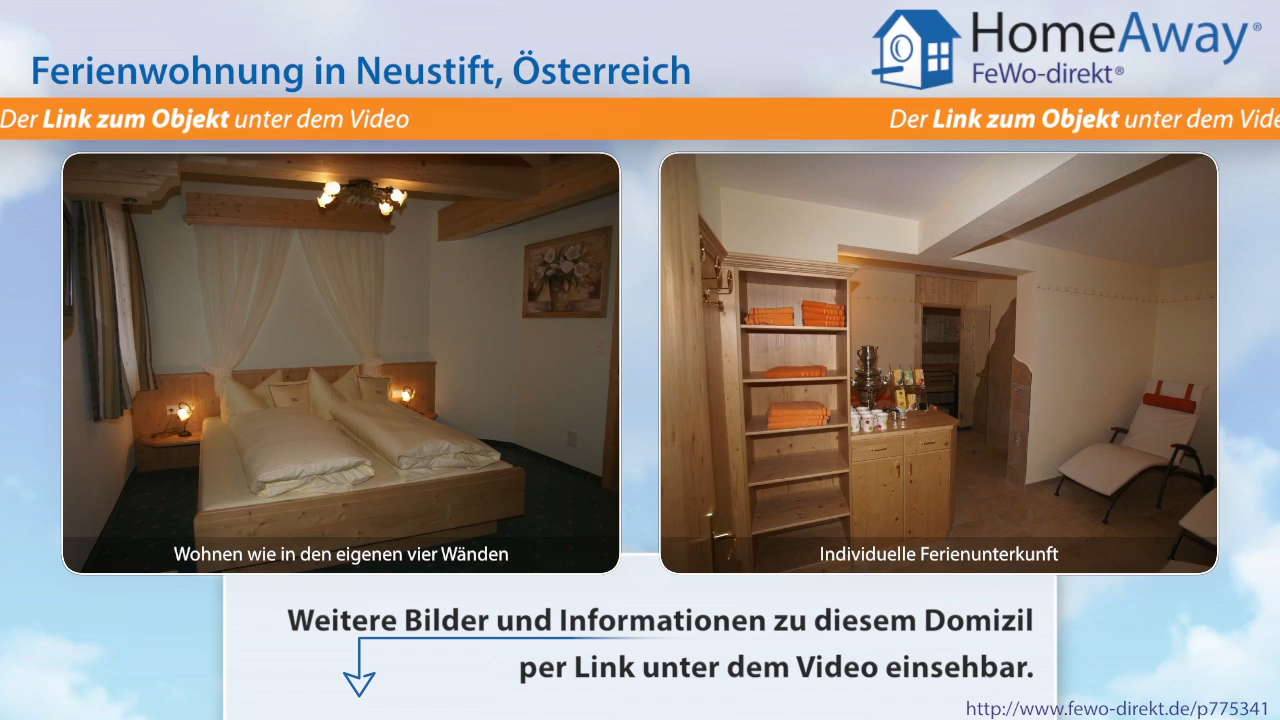 HomeAway®
FeWo-direkt®
Ferienwohnung in Neustift, Österreich
Der Link zum Objekt unter dem Video
Der Link zum Objekt unter dem Vide
Wohnen wie in den eigenen vier Wänden
Individuelle Ferienunterkunft
Weitere Bilder und Informationen zu diesem Domizil
per Link unter dem Video einsehbar.
http://www.fewo-direkt.de/p775341